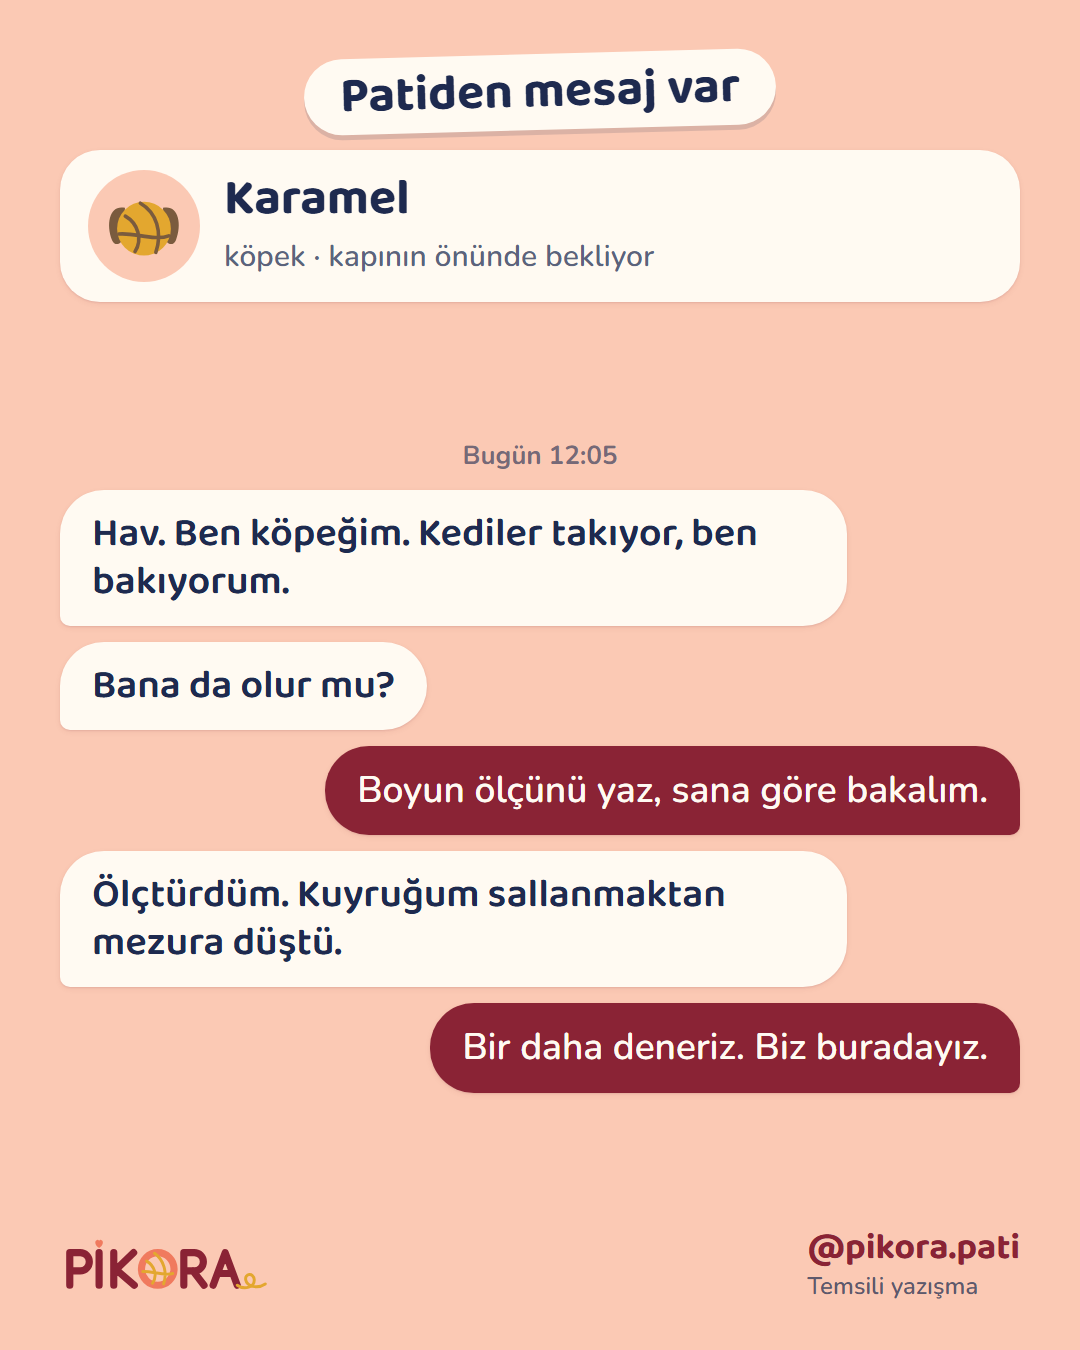 Patiden mesaj var
Karamel
köpek · kapının önünde bekliyor
Bugün 12:05
Hav. Ben köpeğim. Kediler takıyor, ben
bakıyorum.
Bana da olur mu?
Boyun ölçünü yaz, sana göre bakalım.
Ölçtürdüm. Kuyruğum sallanmaktan
mezura düştü.
Bir daha deneriz. Biz buradayız.
PİKORA
@pikora.pati
Temsili yazışma